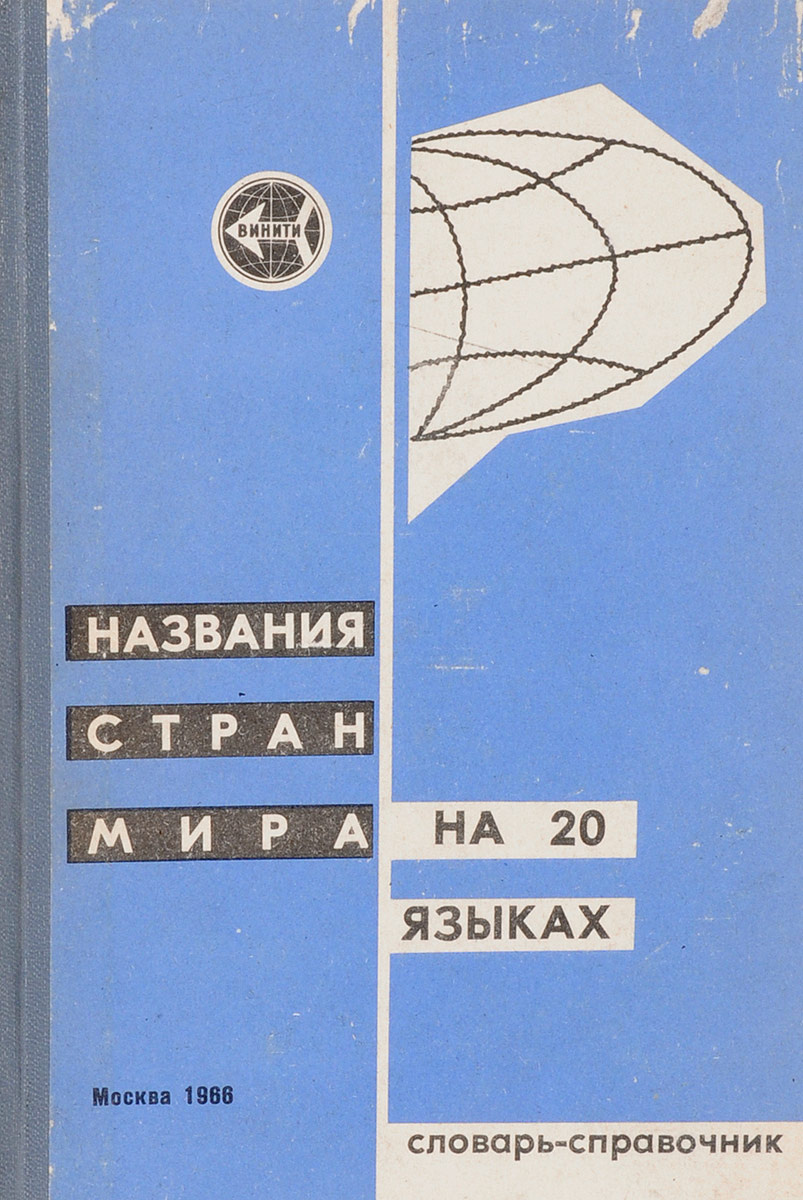 ВИНИТИ
НАЗВАНИЯ
СТРАН
МИРА
НА 20
ЯЗЫКАХ
Москва 1966
словарь-справочник